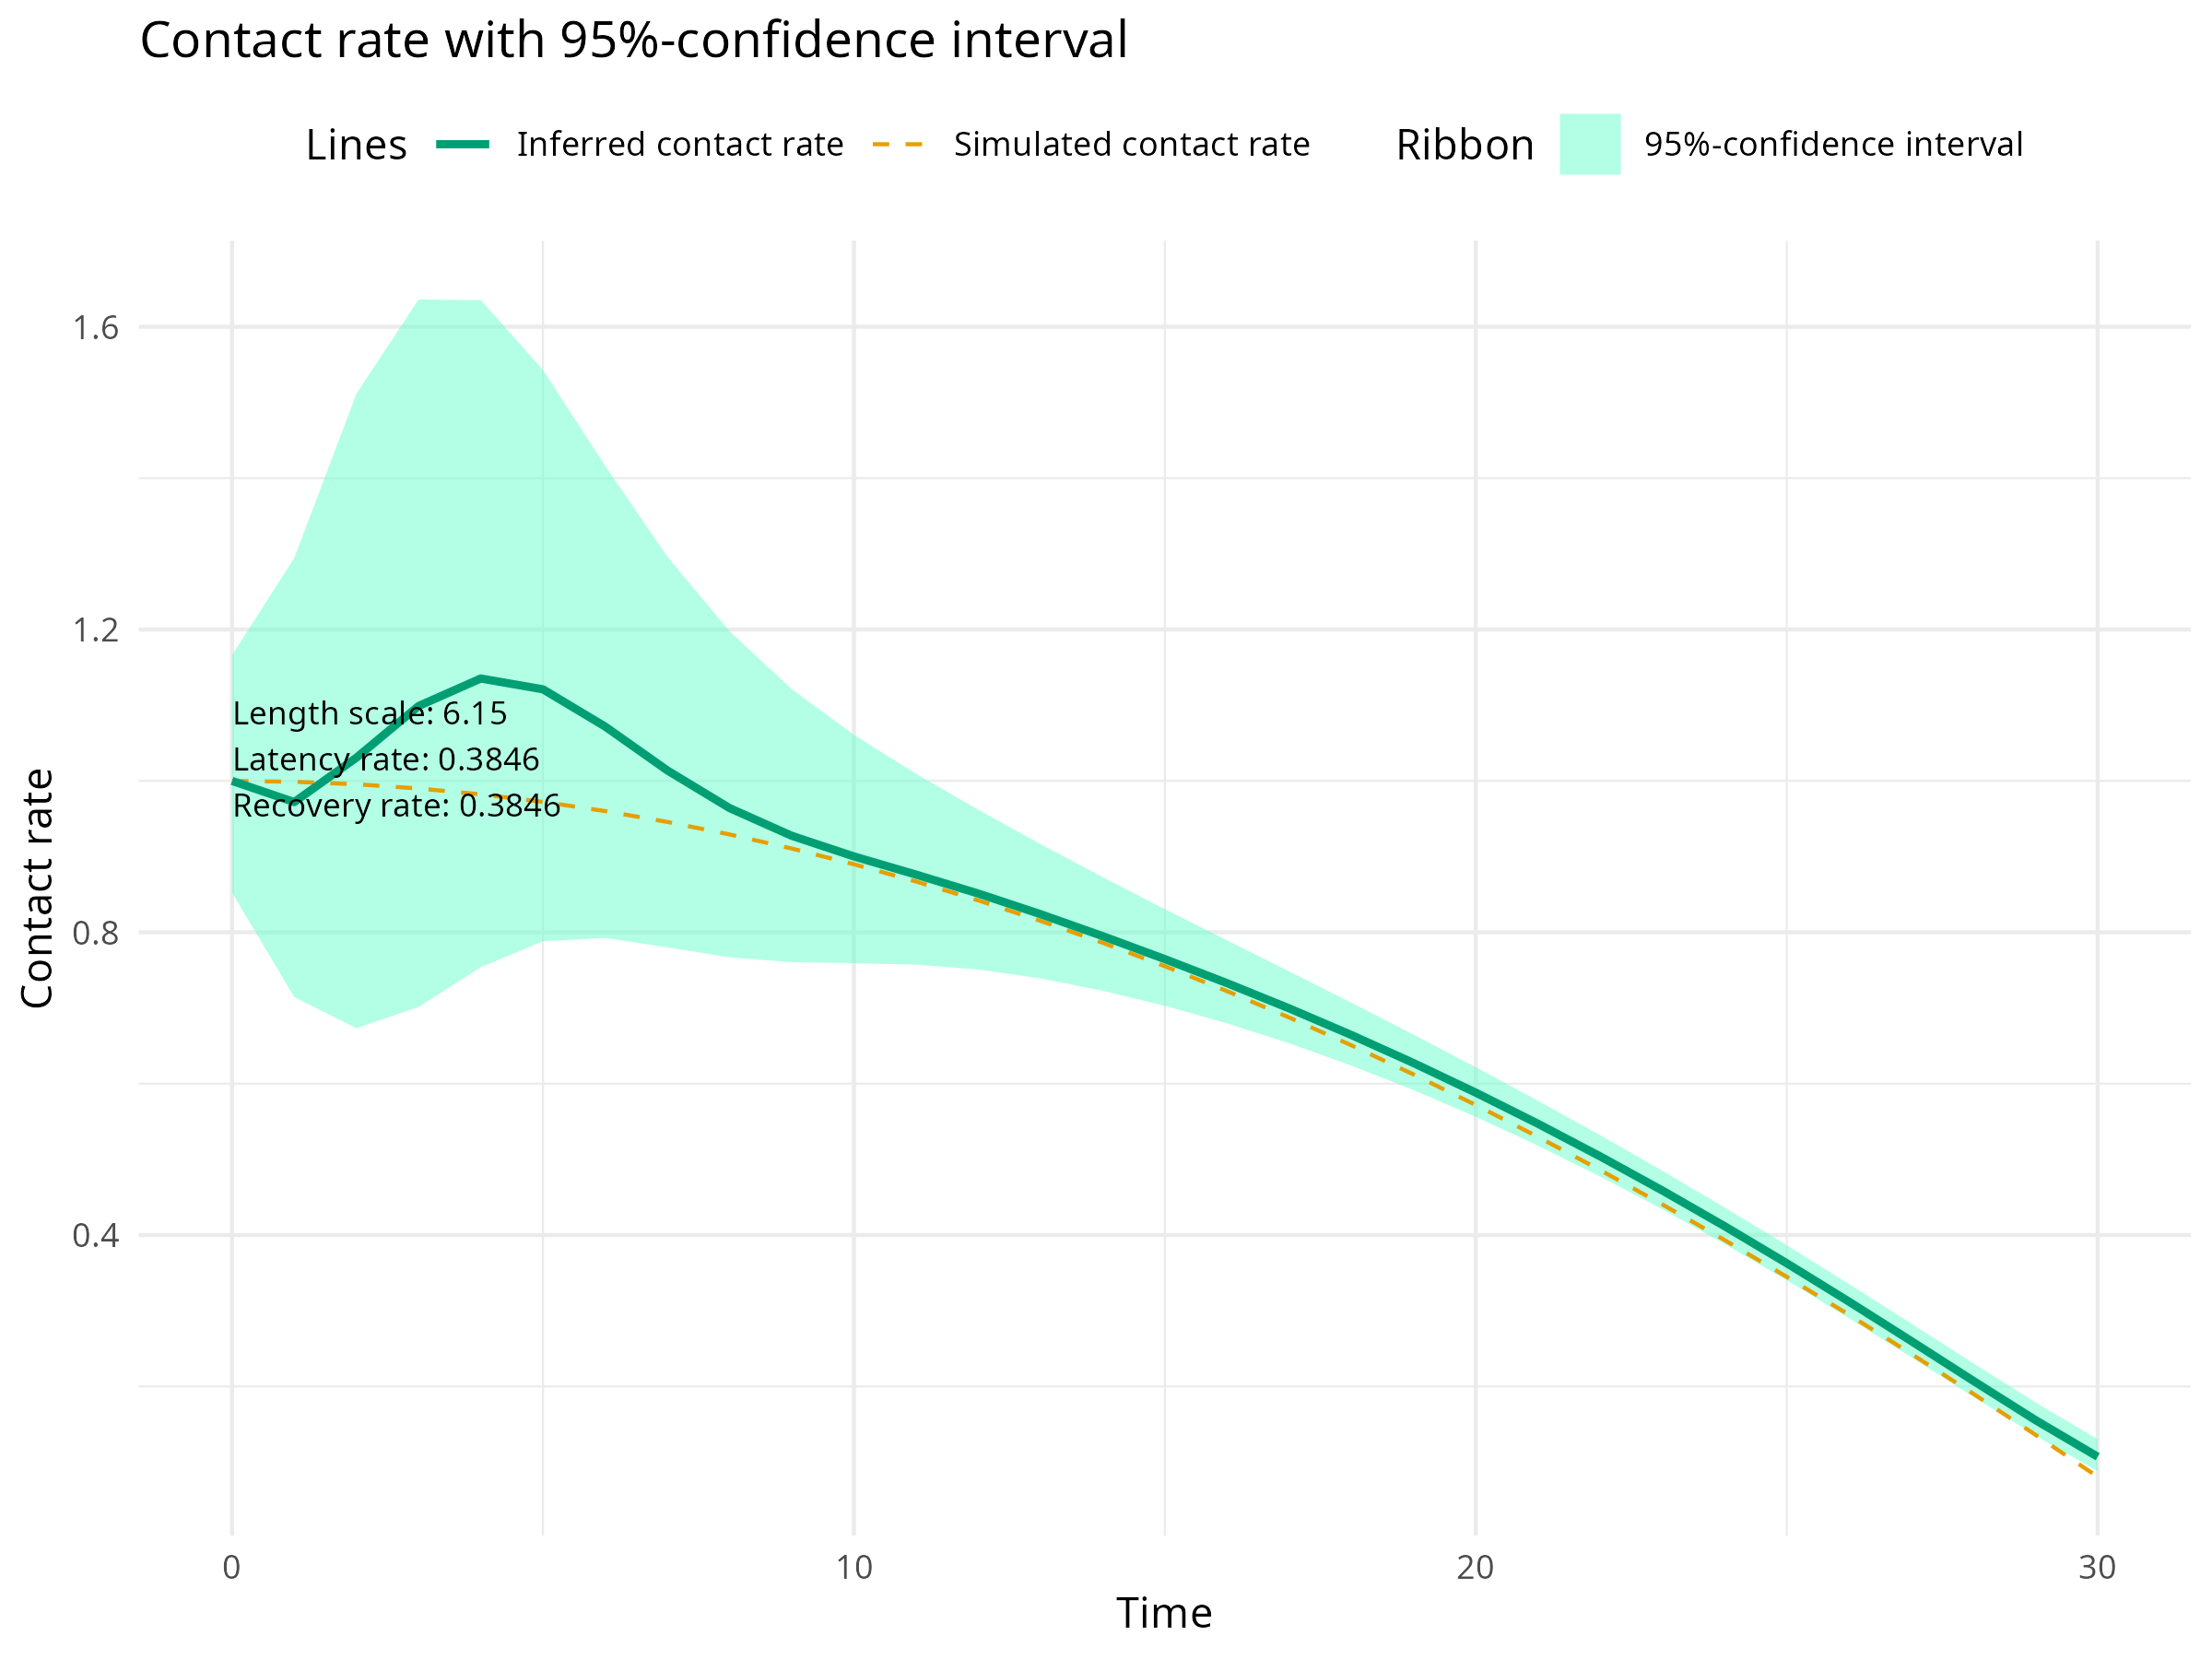 Contact rate with 95%-confidence interval
Lines Inferred contact rate Simulated contact rate Ribbon 95%-confidence interval
1.6
1.2
0.8
0.4
Length scale: 6.15
Latency rate: 0.3846
Recovery rate: 0.3846
Contact rate
0 10 20 30
Time